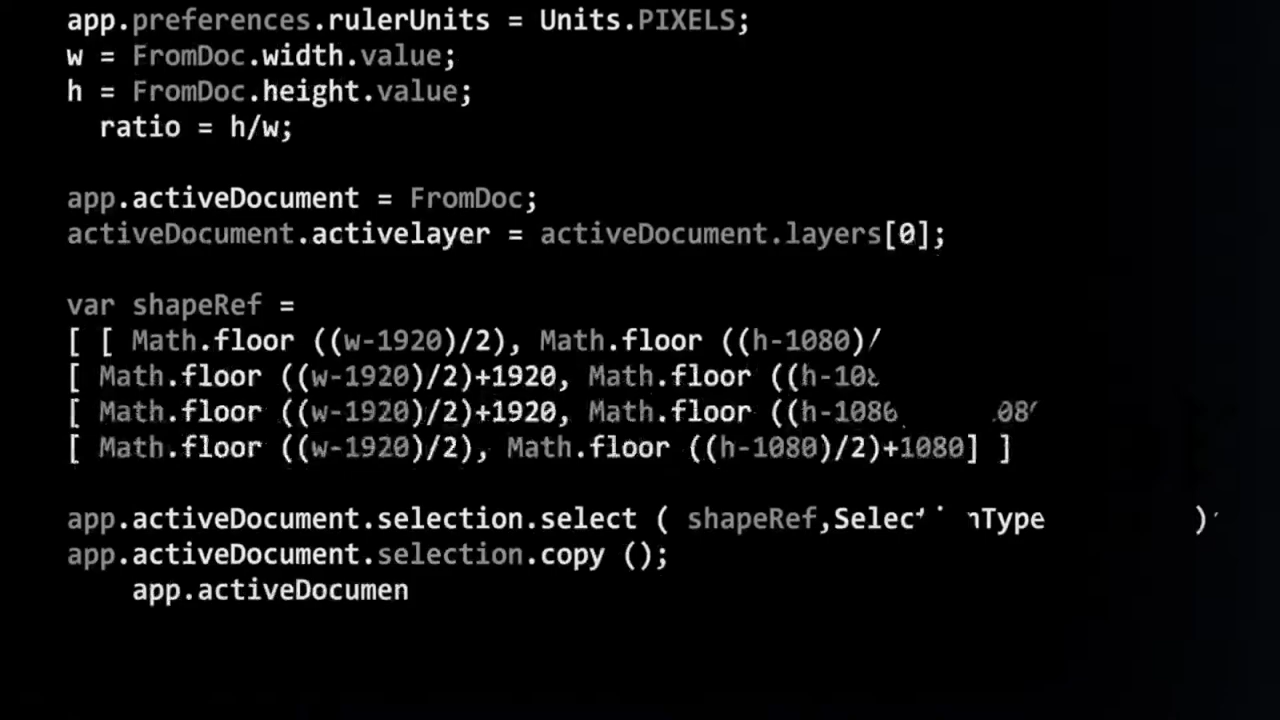 app.preferences.rulerUnits = Units.PIXELS;
w = FromDoc.width.value;
h = FromDoc.height.value;
ratio = h/w;
app.activeDocument = FromDoc;
activeDocument.activelayer = activeDocument.layers[0];
var shapeRef =
[ [ Math.floor ((w-1920)/2), Math.floor ((h-1080)/
[ Math.floor ((w-1920)/2)+1920, Math.floor
[ Math.floor ((w-1920)/2)+1920, Math.floor
[ Math.floor ((w-1920)/2), Math.floor ((h-1080)/2)+1080] ]
app.activeDocument.selection.select ( shapeRef, )
app.activeDocument.selection.copy ();
app.activeDocumen